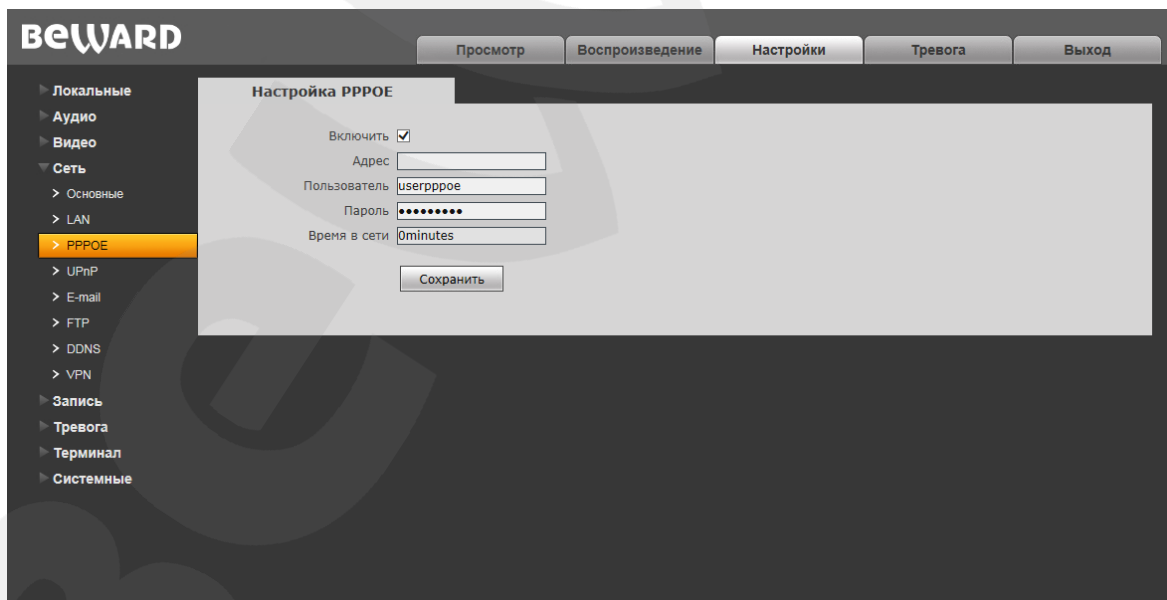 BEWARD
Просмотр Воспроизведение Настройки Тревога Выход
Локальные
Аудио
Видео
Сеть
> Основные
> LAN
> PPPOE
> UPnP
> E-mail
> FTP
> DDNS
> VPN
Запись
Тревога
Терминал
Системные
Настройка PPPOE
Включить
Адрес
Пользователь userpppoe
Пароль •••••••••
Время в сети 0minutes
Сохранить